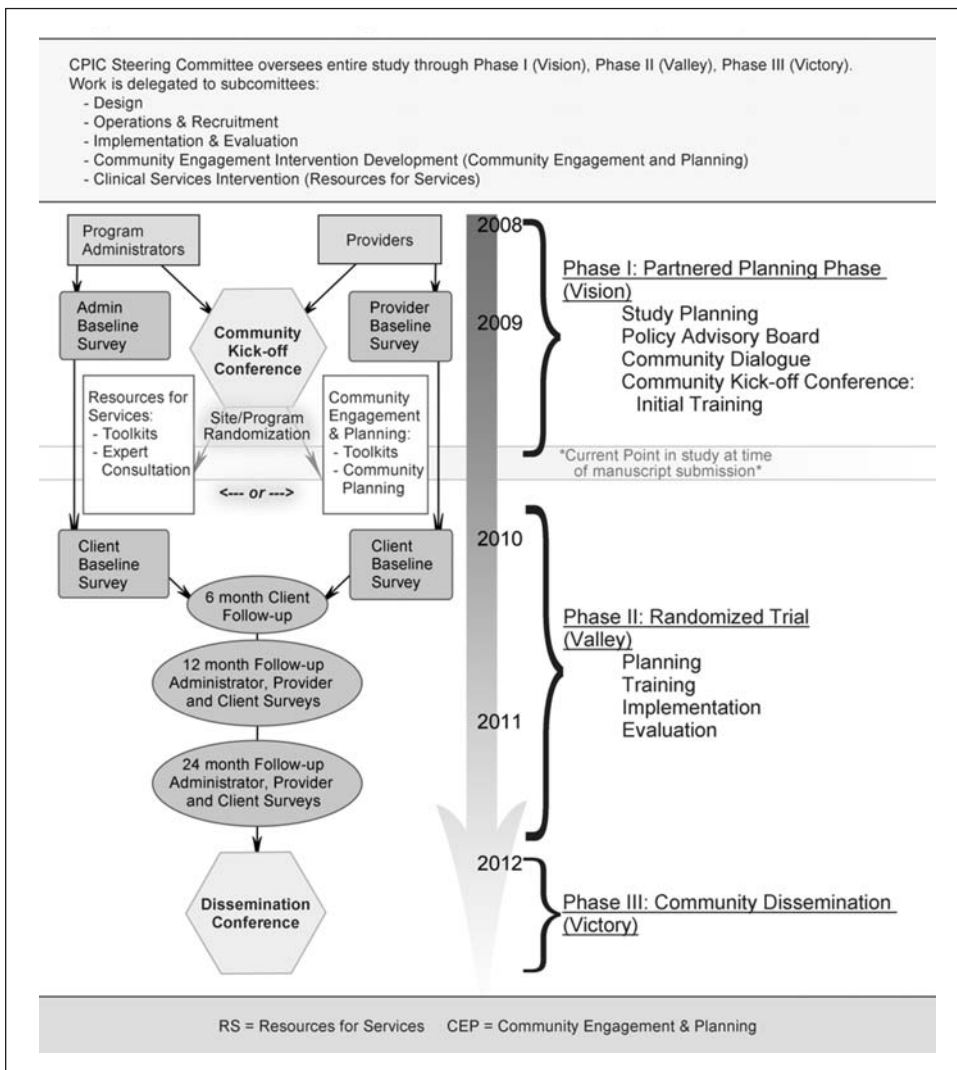 CPIC Steering Committee oversees entire study through Phase I (Vision), Phase II (Valley), Phase III (Victory).
Work is delegated to subcomittees:
- Design
- Operations & Recruitment
- Implementation & Evaluation
- Community Engagement Intervention Development (Community Engagement and Planning)
- Clinical Services Intervention (Resources for Services)
Program
Administrators
Providers
Admin
Baseline
Survey
Community
Kick-off
Conference
Provider
Baseline
Survey
Resources for
Services:
- Toolkits
- Expert
Consultation
Site/Program
Randomization
Community
Engagement
& Planning:
- Toolkits
- Community
Planning
<--- or --->
Client
Baseline
Survey
Client
Baseline
Survey
6 month Client
Follow-up
12 month Follow-up
Administrator, Provider
and Client Surveys
24 month Follow-up
Administrator, Provider
and Client Surveys
Dissemination
Conference
2008
2009
2010
2011
2012
Phase I: Partnered Planning Phase
(Vision)
Study Planning
Policy Advisory Board
Community Dialogue
Community Kick-off Conference:
Initial Training
*Current Point in study at time
of manuscript submission*
Phase II: Randomized Trial
(Valley)
Planning
Training
Implementation
Evaluation
Phase III: Community Dissemination
(Victory)
RS = Resources for Services CEP = Community Engagement & Planning